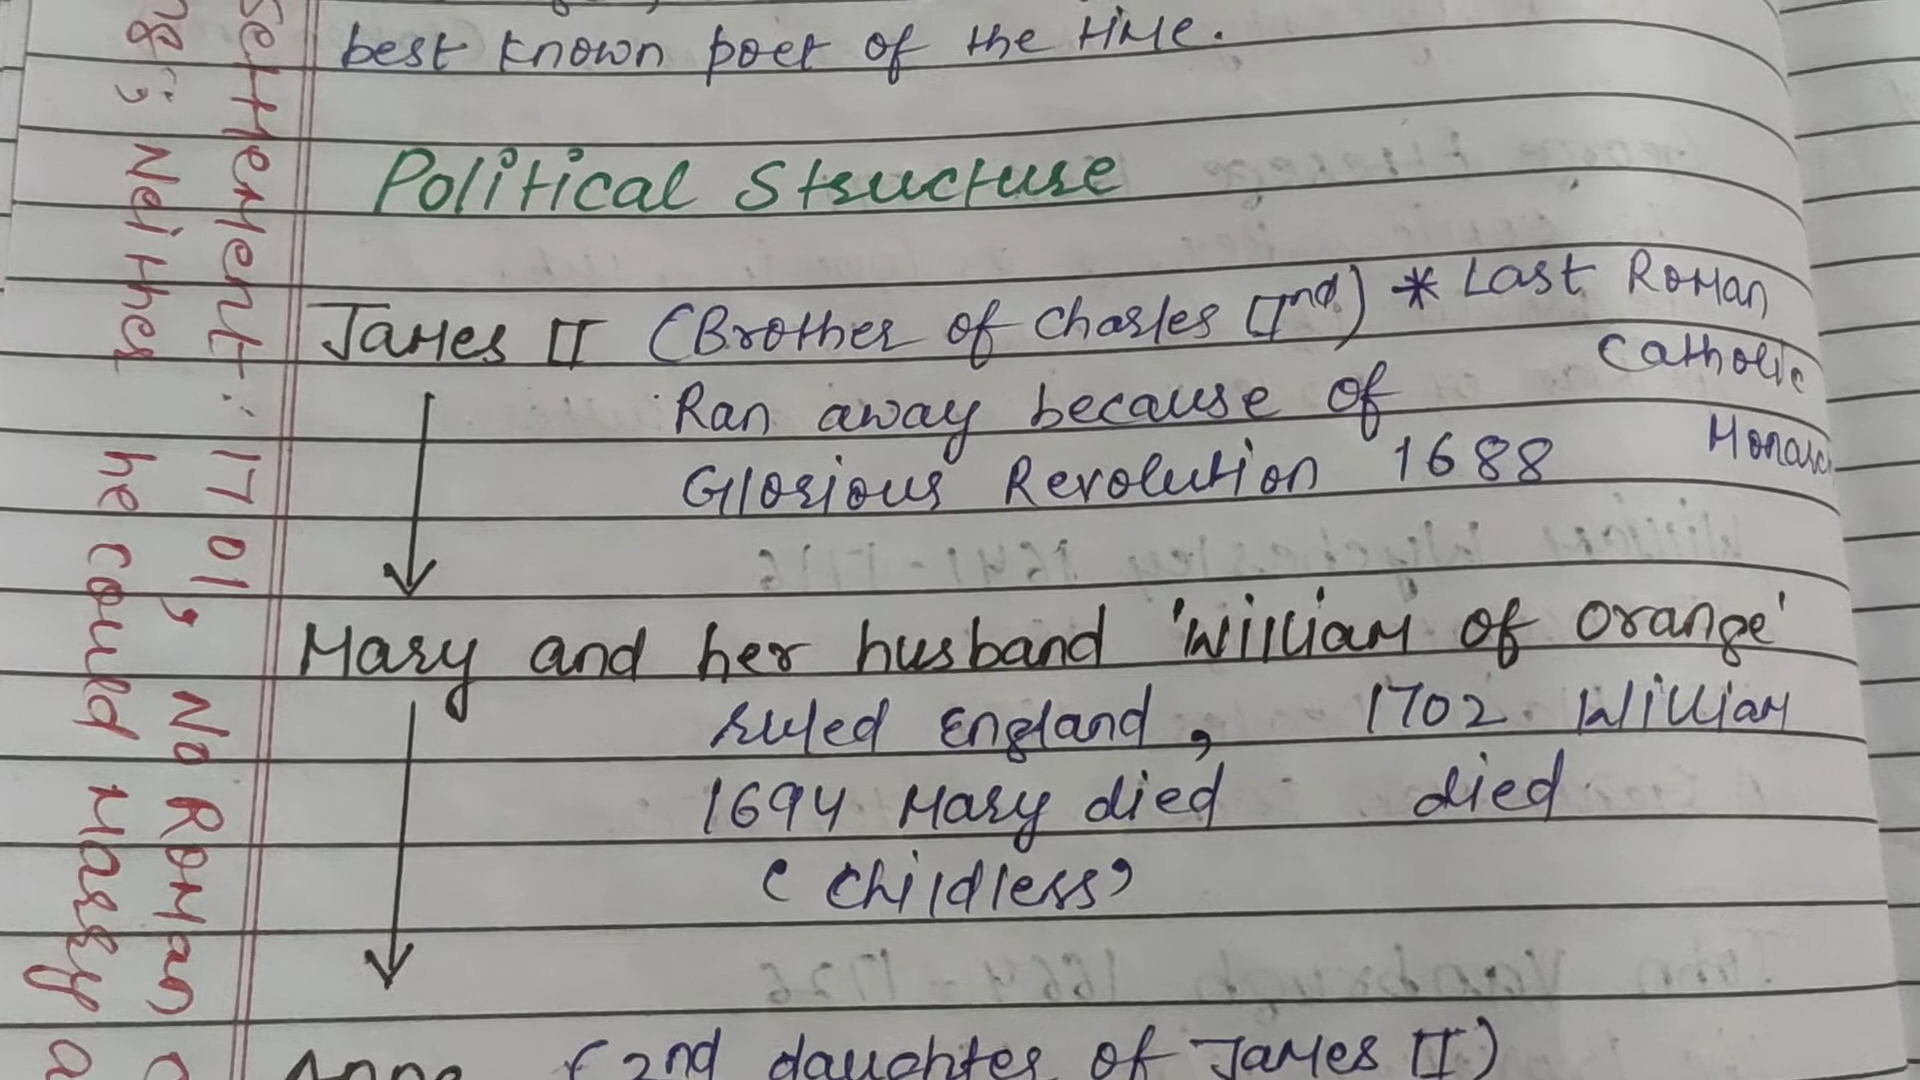 best known poet of the time.
Political Structure
James II (Brother of Charles IInd) * Last Roman
Catholic
Ran away because of
Monarch
Glorious Revolution 1688
Mary and her husband 'William of Orange'
ruled England, 1702 William
1694 Mary died died
(Childless)
Anne (2nd daughter of James II)
Settlement : 1701, No Roman
Neither he could Marry a